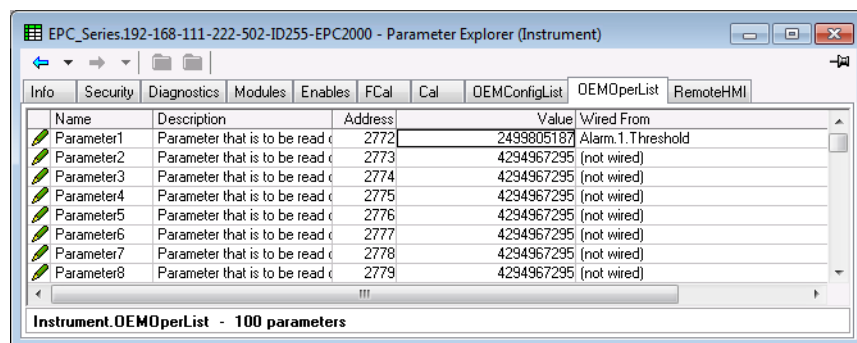 EPC_Series.192-168-111-222-502-ID255-EPC2000 - Parameter Explorer (Instrument)
Info Security Diagnostics Modules Enables FCal Cal OEMConfigList OEMOperList RemoteHMI
Name Description Address Value Wired From
Parameter1 Parameter that is to be read 2772 2499805187 Alarm.1.Threshold
Parameter2 Parameter that is to be read 2773 4294967295 (not wired)
Parameter3 Parameter that is to be read 2774 4294967295 (not wired)
Parameter4 Parameter that is to be read 2775 4294967295 (not wired)
Parameter5 Parameter that is to be read 2776 4294967295 (not wired)
Parameter6 Parameter that is to be read 2777 4294967295 (not wired)
Parameter7 Parameter that is to be read 2778 4294967295 (not wired)
Parameter8 Parameter that is to be read 2779 4294967295 (not wired)
Instrument.OEMOperList - 100 parameters